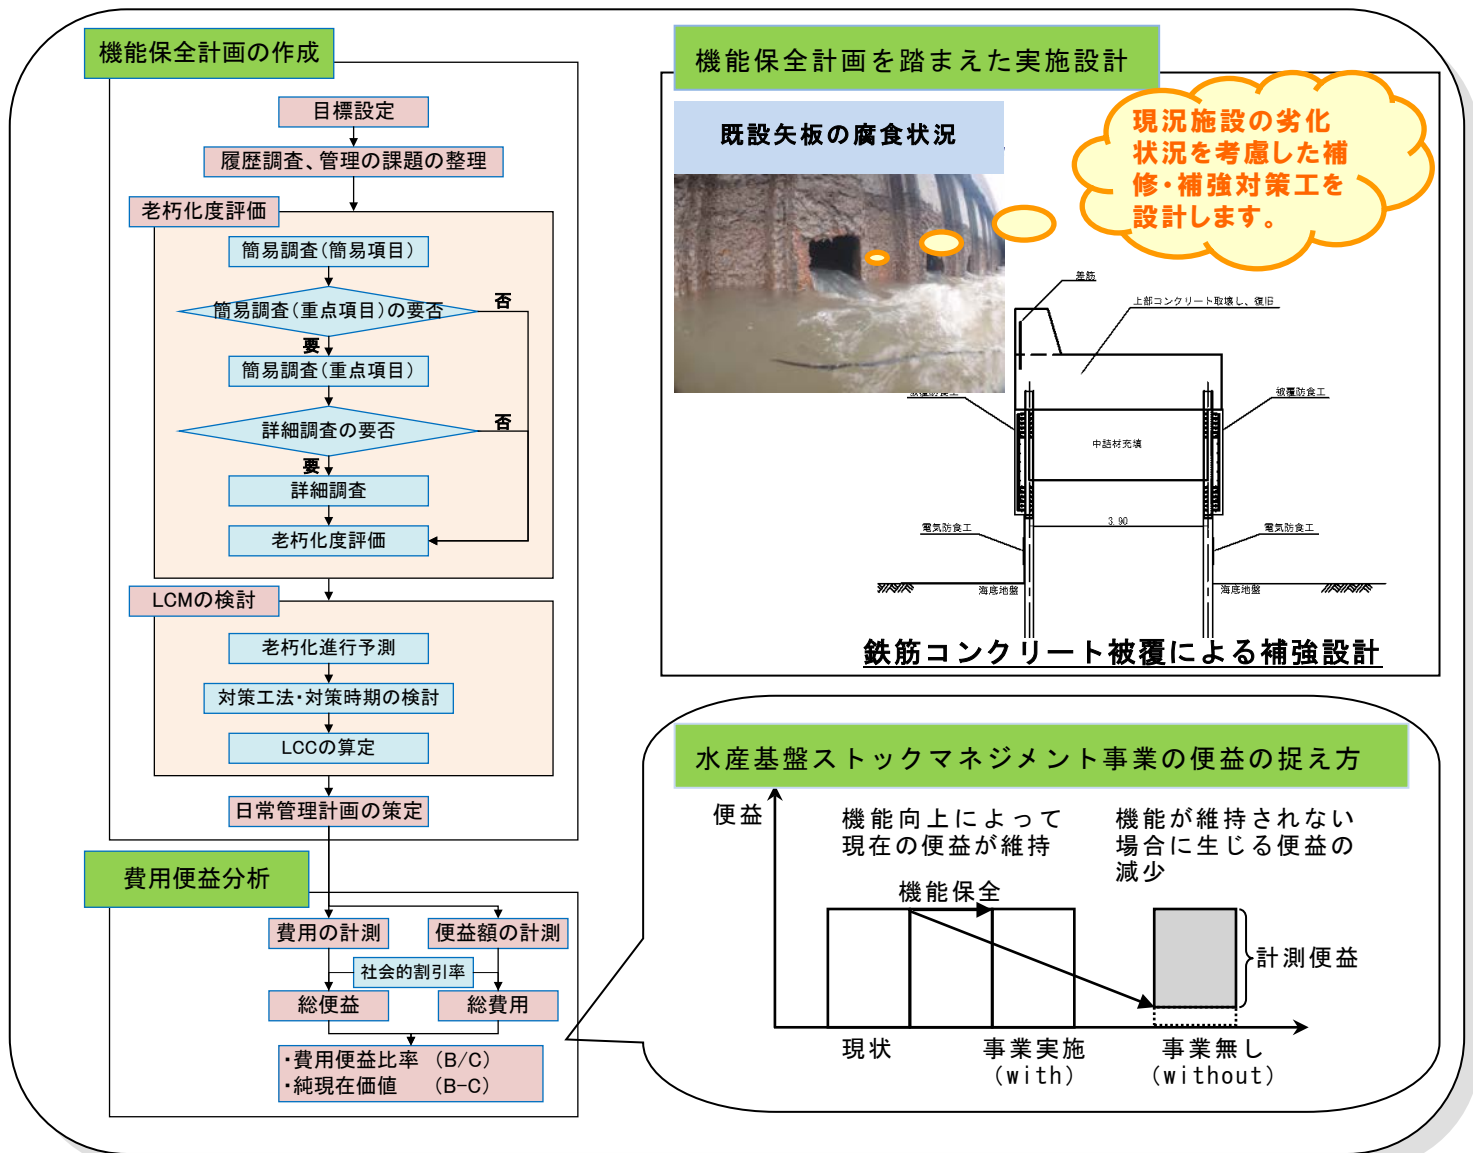 機能保全計画の作成
目標設定
履歴調査、管理の課題の整理
老朽化度評価
簡易調査(簡易項目)
簡易調査(重点項目)の要否
否
要
簡易調査(重点項目)
詳細調査の要否
否
要
詳細調査
老朽化度評価
LCMの検討
老朽化進行予測
対策工法・対策時期の検討
LCCの算定
日常管理計画の策定
費用便益分析
費用の計測
便益額の計測
社会的割引率
総便益
総費用
・費用便益比率 (B/C)
・純現在価値 (B-C)
機能保全計画を踏まえた実施設計
既設矢板の腐食状況
現況施設の劣化
状況を考慮した補
修・補強対策工を
設計します。
差筋
上部コンクリート取壊し、復旧
被覆防食工
被覆防食工
中詰材充填
3.90
電気防食工
電気防食工
海底地盤
海底地盤
鉄筋コンクリート被覆による補強設計
水産基盤ストックマネジメント事業の便益の捉え方
便益
機能向上によって
現在の便益が維持
機能が維持されない
場合に生じる便益の
減少
機能保全
計測便益
現状
事業実施
(with)
事業無し
(without)